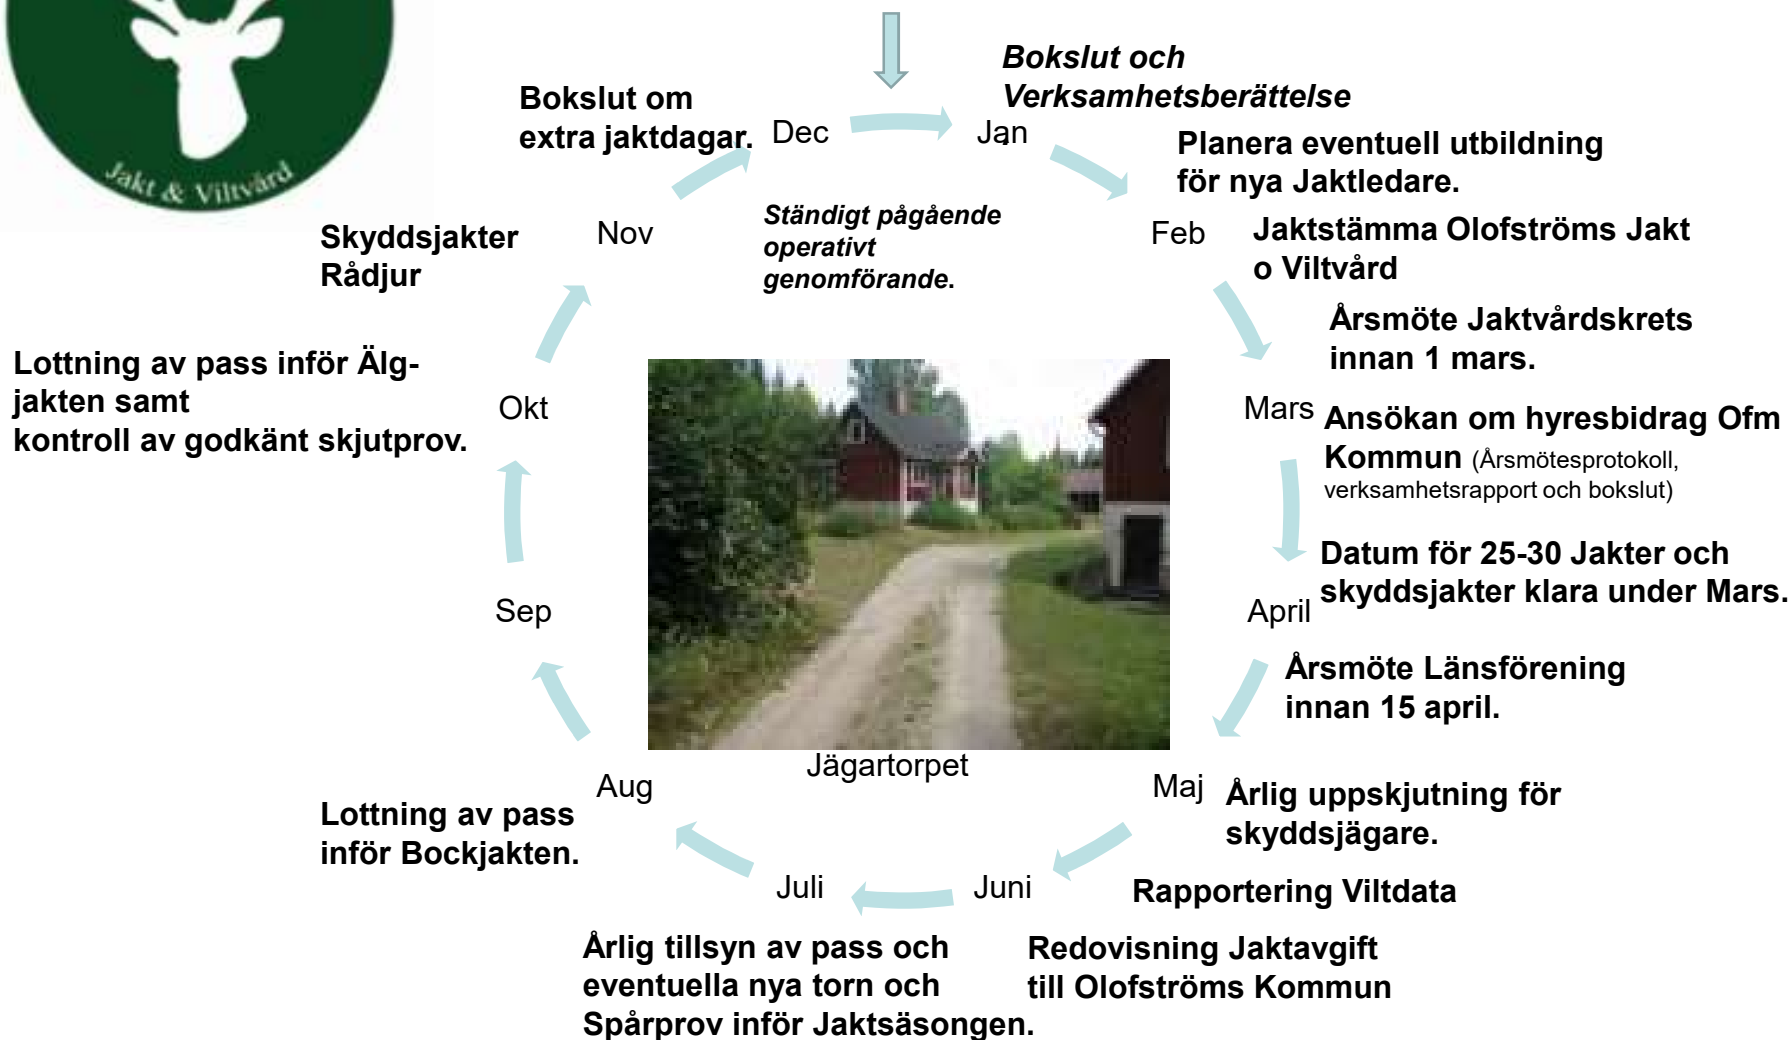 Jakt & Viltvård
Bokslut och
Verksamhetsberättelse
Bokslut om
extra jaktdagar.
Dec
Jan
Planera eventuell utbildning
för nya Jaktledare.
Ständigt pågående
operativt
genomförande.
Skyddsjakter
Rådjur
Nov
Feb
Jaktstämma Olofströms Jakt
o Viltvård
Årsmöte Jaktvårdskrets
innan 1 mars.
Lottning av pass inför Älg-
jakten samt
kontroll av godkänt skjutprov.
Okt
Mars
Ansökan om hyresbidrag Ofm
Kommun (Årsmötesprotokoll,
verksamhetsrapport och bokslut)
Datum för 25-30 Jakter och
skyddsjakter klara under Mars.
Sep
April
Årsmöte Länsförening
innan 15 april.
Jägartorpet
Aug
Maj
Årlig uppskjutning för
skyddsjägare.
Lottning av pass
inför Bockjakten.
Juli
Juni
Rapportering Viltdata
Årlig tillsyn av pass och
eventuella nya torn och
Spårprov inför Jaktsäsongen.
Redovisning Jaktavgift
till Olofströms Kommun